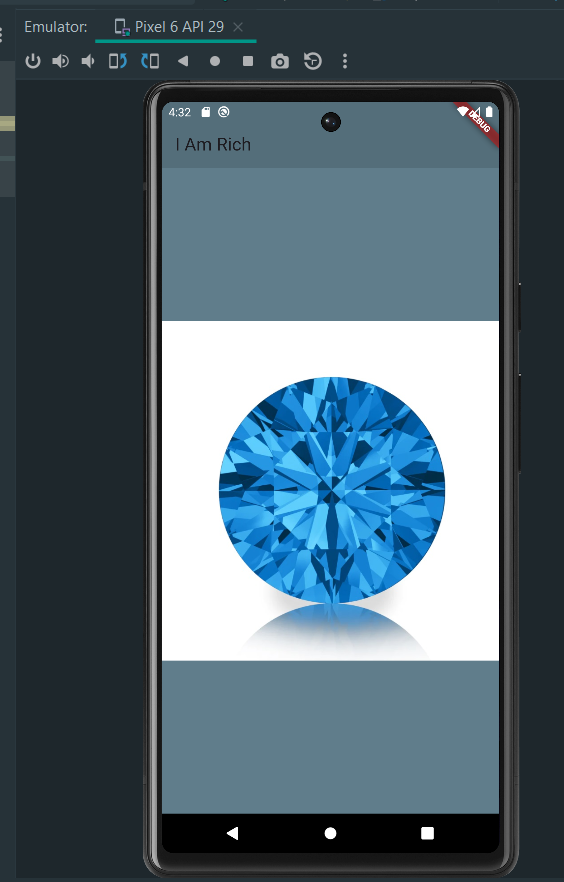 Emulator: Pixel 6 API 29
4:32
DEBUG
I Am Rich